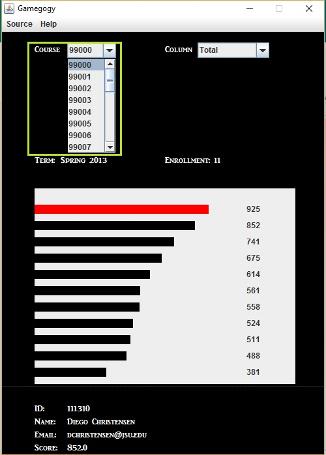 Gamegogy
Source Help
Course 99000 Column Total
99000
99001
99002
99003
99004
99005
99006
99007
Term: Spring 2013 Enrollment: 11
925
852
741
675
614
561
558
524
511
488
381
ID: 111310
Name: Diego Christensen
Email: dchristensen@jsu.edu
Score: 852.0